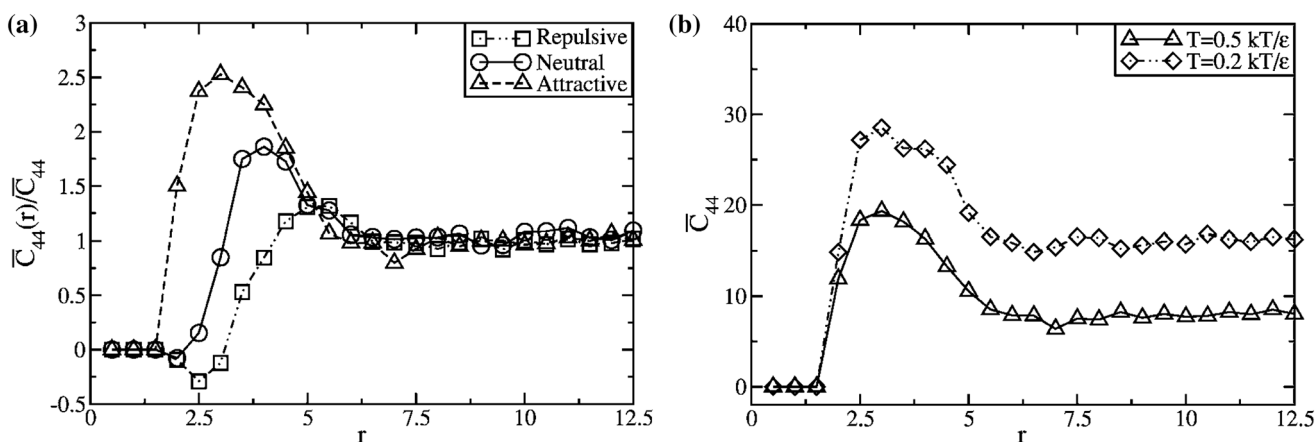 (a)
3
2.5
2
1.5
1
0.5
0
-0.5
C̅44(r)/C̅44
Repulsive
Neutral
Attractive
0 2.5 5 7.5 10 12.5
r
(b)
40
30
20
10
0
C̅44
T=0.5 kT/ε
T=0.2 kT/ε
0 2.5 5 7.5 10 12.5
r